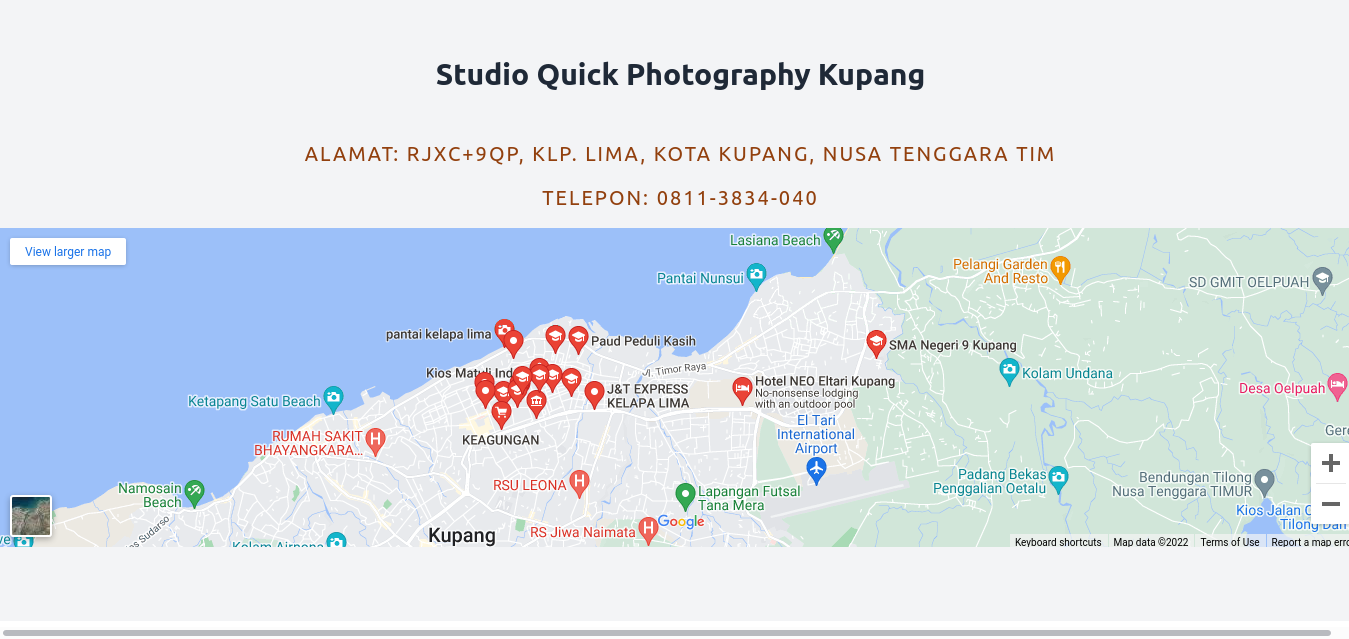 Studio Quick Photography Kupang
ALAMAT: RJXC+9QP, KLP. LIMA, KOTA KUPANG, NUSA TENGGARA TIM
TELEPON: 0811-3834-040
View larger map
Lasiana Beach
Pantai Nunsui
Pelangi Garden
And Resto
SD GMIT OELPUAH
pantai kelapa lima
Paud Peduli Kasih
SMA Negeri 9 Kupang
Kios Matuli Ind
Jl. Timor Raya
Kolam Undana
Hotel NEO Eltari Kupang
No-nonsense lodging
with an outdoor pool
J&T EXPRESS
KELAPA LIMA
Desa Oelpuah
Ketapang Satu Beach
El Tari
International
Airport
RUMAH SAKIT
BHAYANGKARA...
KEAGUNGAN
Padang Bekas
Penggalian Oetalu
Bendungan Tilong
Nusa Tenggara TIMUR
Namosain
Beach
RSU LEONA
Lapangan Futsal
Tana Mera
Kios Jalan
Tilong Dam
Google
RS Jiwa Naimata
Kupang
Kolam Airnona
Keyboard shortcuts
Map data ©2022
Terms of Use
Report a map erro